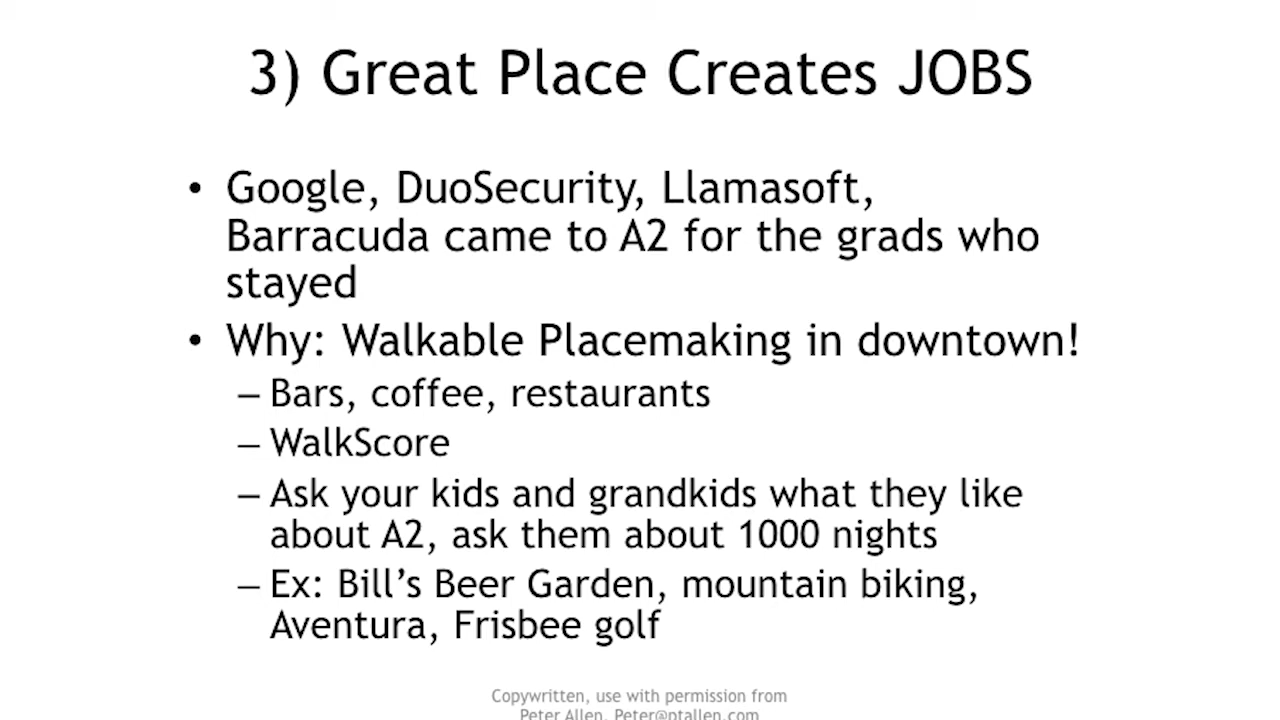 3) Great Place Creates JOBS
• Google, DuoSecurity, Llamasoft,
Barracuda came to A2 for the grads who
stayed
• Why: Walkable Placemaking in downtown!
– Bars, coffee, restaurants
– WalkScore
– Ask your kids and grandkids what they like
about A2, ask them about 1000 nights
– Ex: Bill’s Beer Garden, mountain biking,
Aventura, Frisbee golf
Copywritten, use with permission from
Peter Allen, Peter@ptallen.com